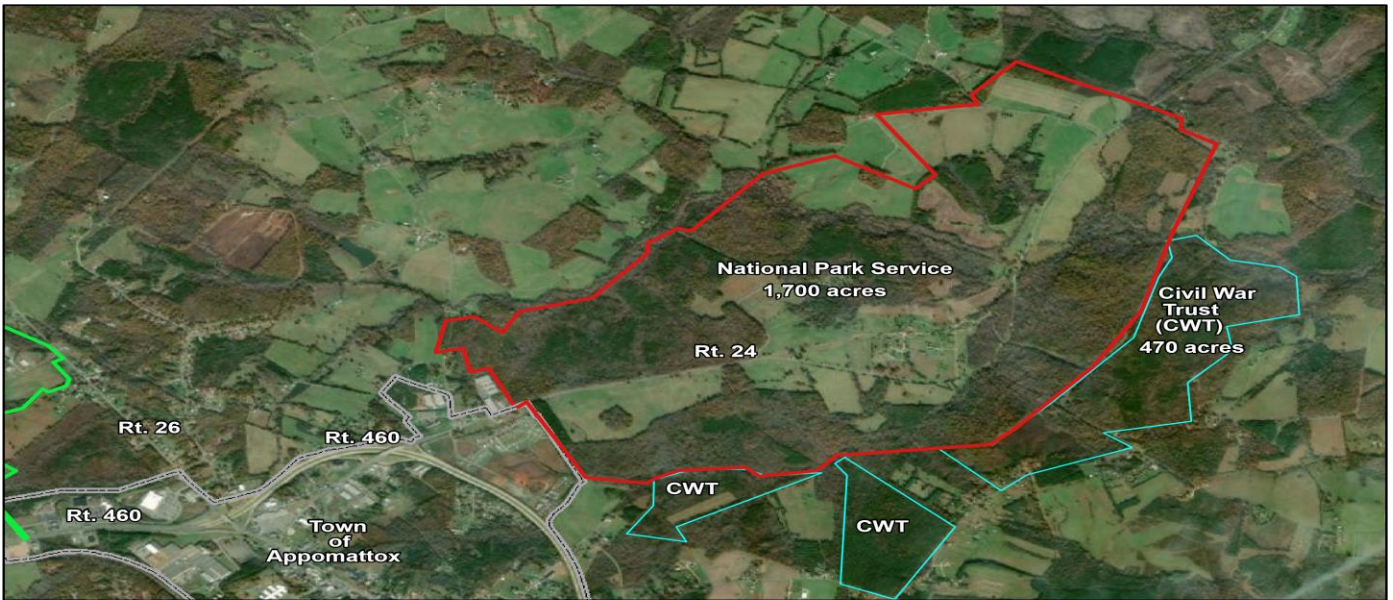 National Park Service
1,700 acres
Civil War
Trust
(CWT)
470 acres
Rt. 24
Rt. 26
Rt. 460
CWT
Rt. 460
CWT
Town
of
Appomattox